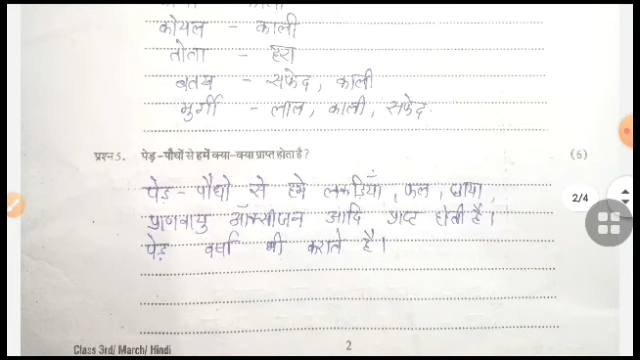 कोयल - काली
तोता - हरा
बतख - सफेद, काली
मुर्गी - लाल, काली, सफेद
प्रश्न 5. पेड़-पौधों से हमें क्या-क्या प्राप्त होता है? (6)
पेड़-पौधो से हमे लकडियाँ, फल, छाया,
2/4
प्राणवायु ऑक्सीजन आदि प्राप्त होती है।
पेड़ वर्षा भी कराते है।
Class 3rd/ March/ Hindi 2